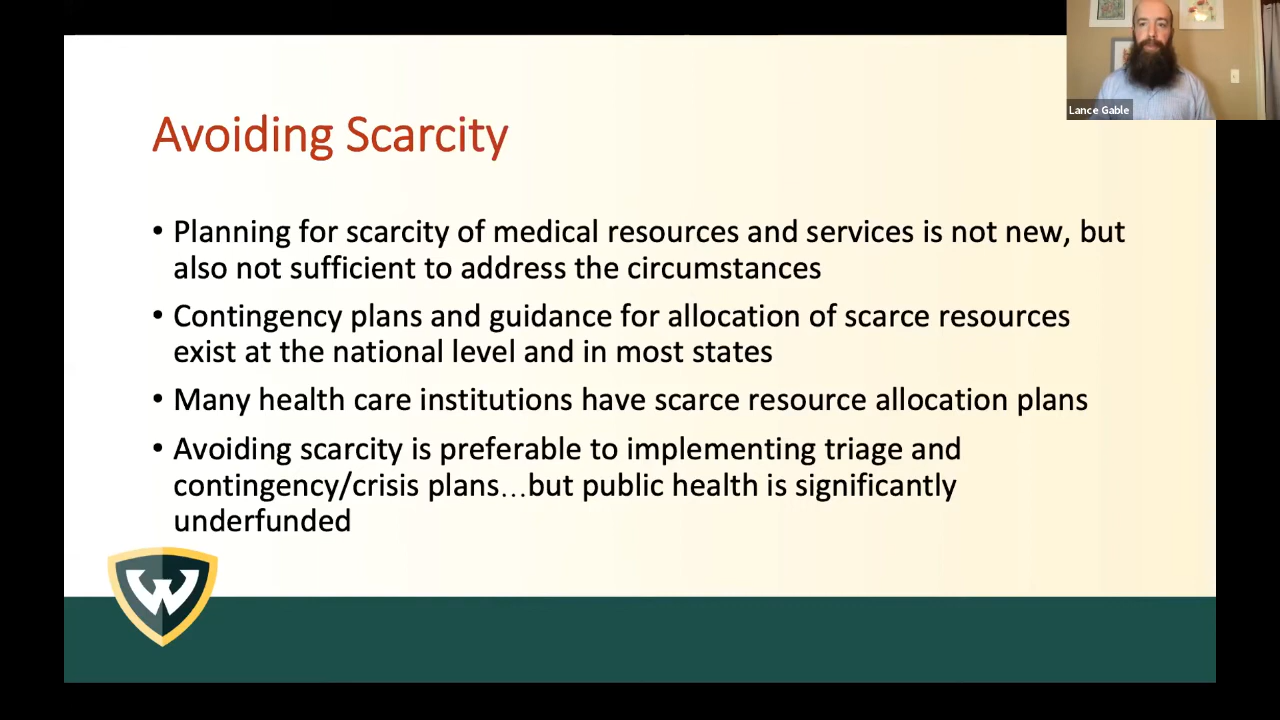 Lance Gable
Avoiding Scarcity
• Planning for scarcity of medical resources and services is not new, but
also not sufficient to address the circumstances
• Contingency plans and guidance for allocation of scarce resources
exist at the national level and in most states
• Many health care institutions have scarce resource allocation plans
• Avoiding scarcity is preferable to implementing triage and
contingency/crisis plans...but public health is significantly
underfunded
W